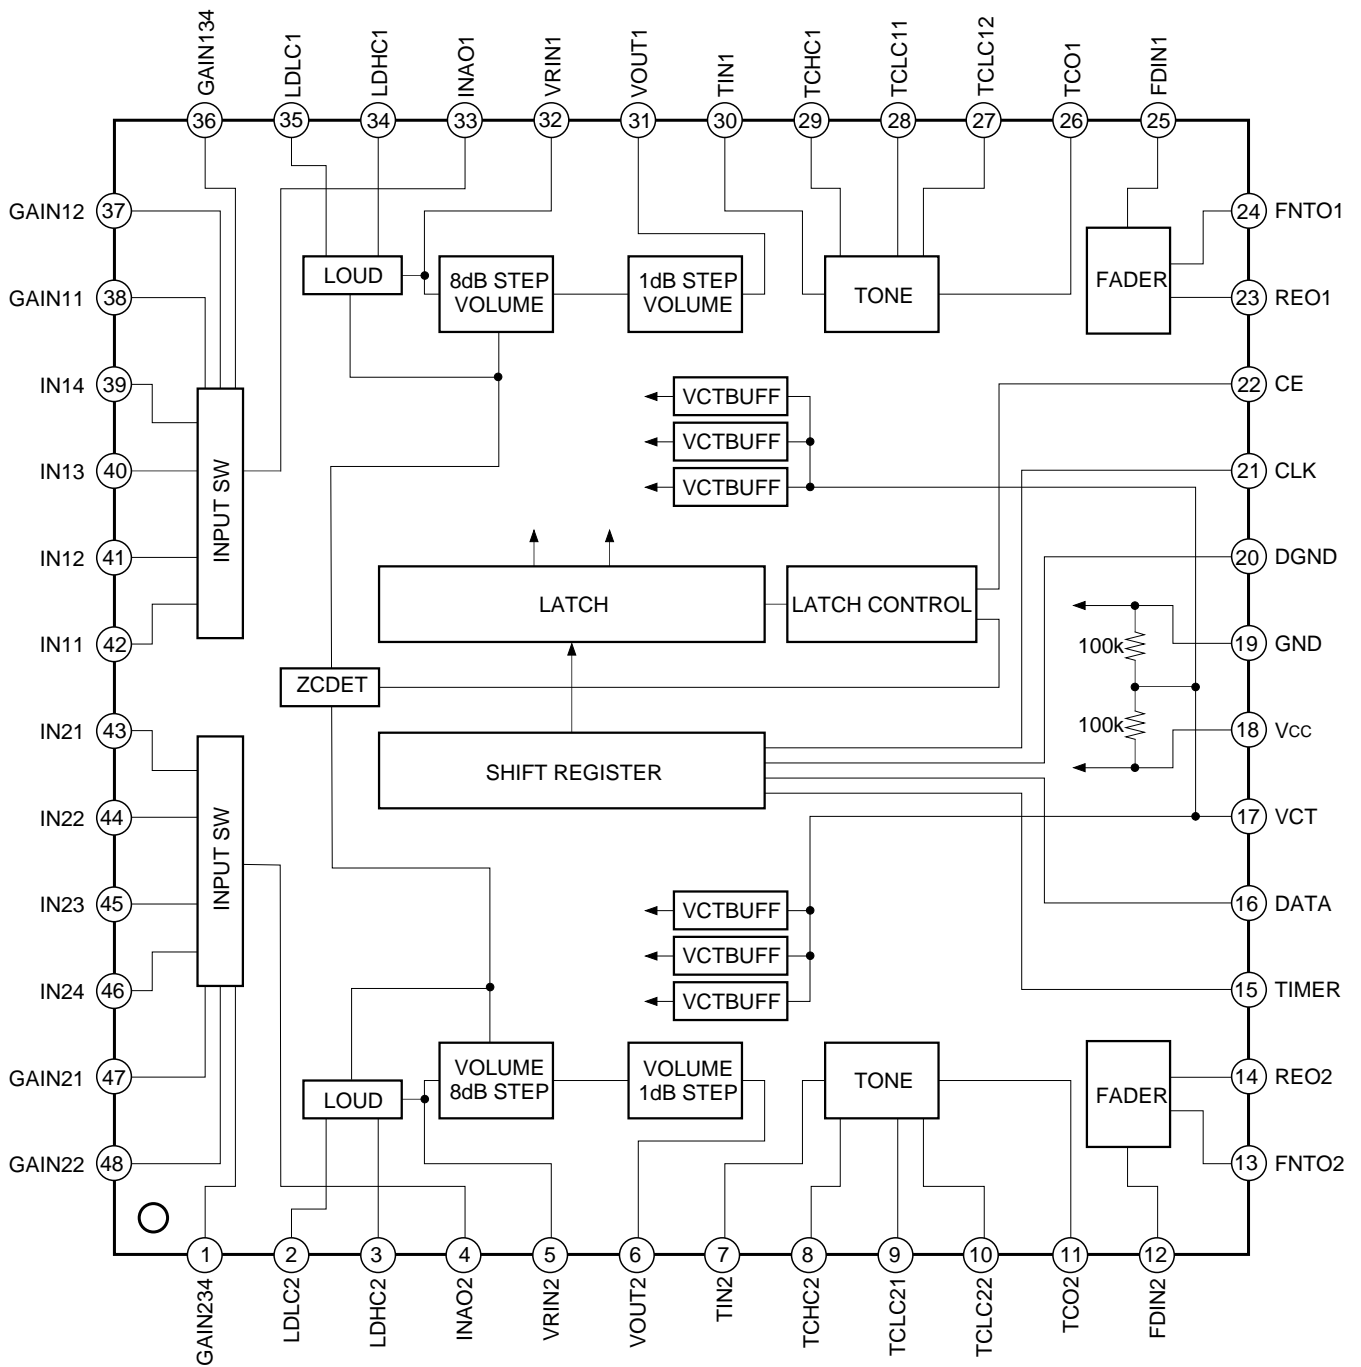 GAIN134
LDLC1
LDHC1
INAO1
VRIN1
VOUT1
TIN1
TCHC1
TCLC11
TCLC12
TCO1
FDIN1
36
35
34
33
32
31
30
29
28
27
26
25
GAIN12
37
24
FNTO1
GAIN11
38
23
REO1
LOUD
8dB STEP
VOLUME
1dB STEP
VOLUME
TONE
FADER
IN14
39
22
CE
VCTBUFF
VCTBUFF
VCTBUFF
IN13
40
21
CLK
INPUT SW
IN12
41
20
DGND
LATCH
LATCH CONTROL
IN11
42
100k
19
GND
ZCDET
IN21
43
100k
18
VCC
SHIFT REGISTER
IN22
44
17
VCT
INPUT SW
IN23
45
VCTBUFF
VCTBUFF
VCTBUFF
16
DATA
IN24
46
15
TIMER
GAIN21
47
14
REO2
LOUD
VOLUME
8dB STEP
VOLUME
1dB STEP
TONE
FADER
GAIN22
48
13
FNTO2
1
2
3
4
5
6
7
8
9
10
11
12
GAIN234
LDLC2
LDHC2
INAO2
VRIN2
VOUT2
TIN2
TCHC2
TCLC21
TCLC22
TCO2
FDIN2